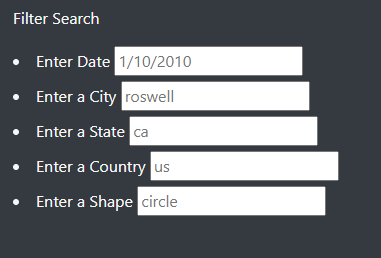 Filter Search
Enter Date 1/10/2010
Enter a City roswell
Enter a State ca
Enter a Country us
Enter a Shape circle